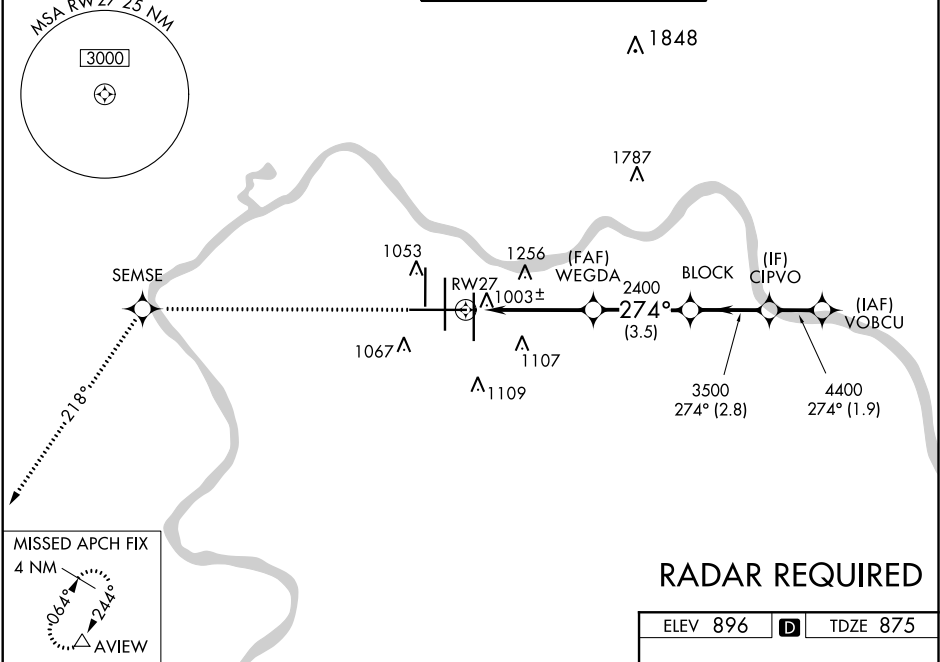 MSA RW27 25 NM
3000
1848
1787
1053
1256
(FAF)
WEGDA
2400
274°
(3.5)
BLOCK
(IF)
CIPVO
(IAF)
VOBCU
SEMSE
RW27
1003±
1067
1107
1109
3500
274° (2.8)
4400
274° (1.9)
218°
MISSED APCH FIX
4 NM
064°
244°
AVIEW
RADAR REQUIRED
ELEV 896 D TDZE 875